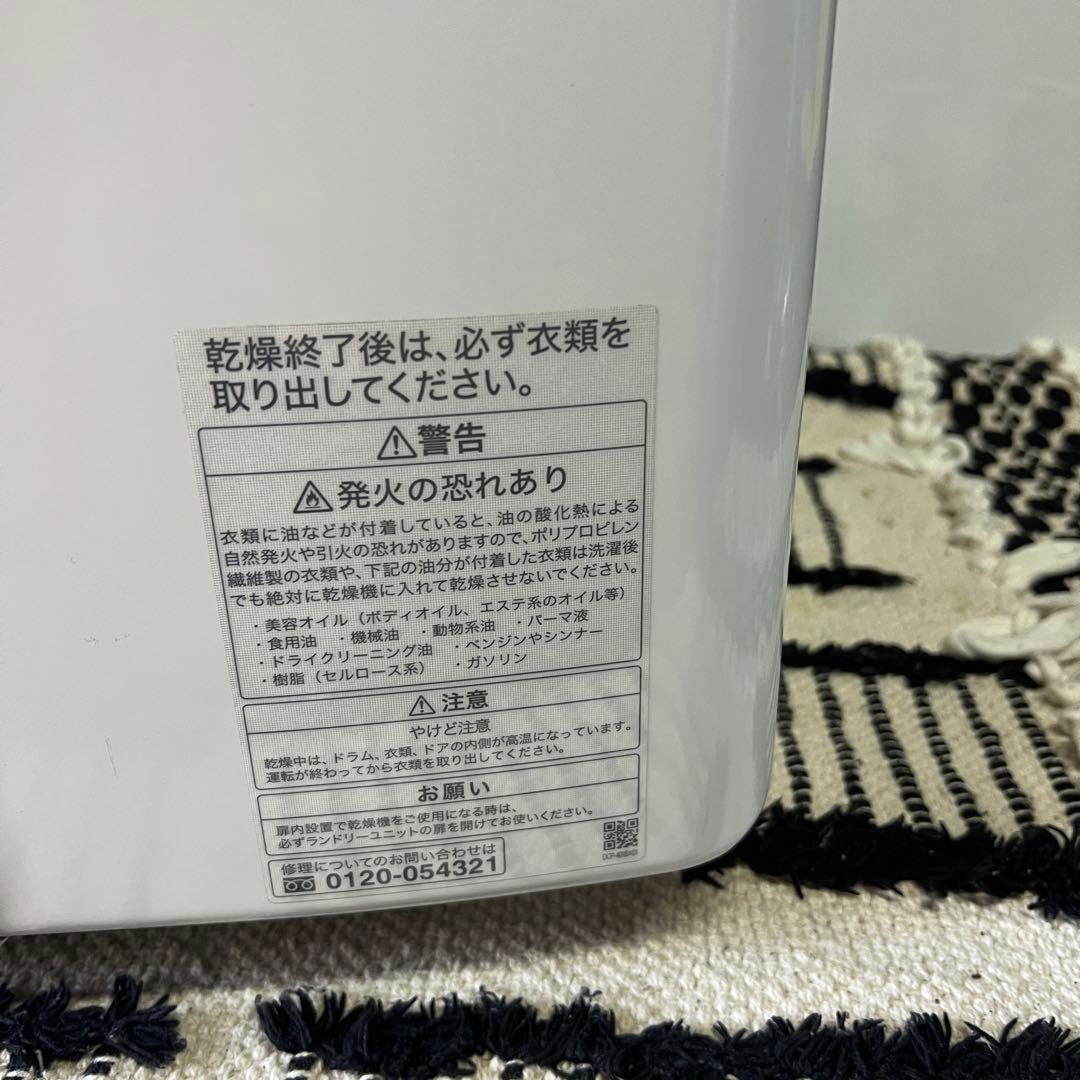 乾燥終了後は、必ず衣類を
取り出してください。
警告
発火の恐れあり
衣類に油などが付着していると、油の酸化熱による
自然発火や引火の恐れがありますので、ポリプロピレン
繊維製の衣類や、下記の油分が付着した衣類は洗濯後
でも絶対に乾燥機に入れて乾燥させないでください。
・美容オイル（ボディオイル、エステ系のオイル等）
・食用油 ・機械油 ・動物系油 ・パーマ液
・ドライクリーニング油 ・ベンジンやシンナー
・樹脂（セルロース系） ・ガソリン
注意
やけど注意
乾燥中は、ドラム、衣類、ドアの内側が高温になっています。
運転が終わってから衣類を取り出してください。
お願い
扉内設置で乾燥機をご使用になる時は、
必ずランドリーユニットの扉を開けてお使いください。
修理についてのお問い合わせは
0120-054321